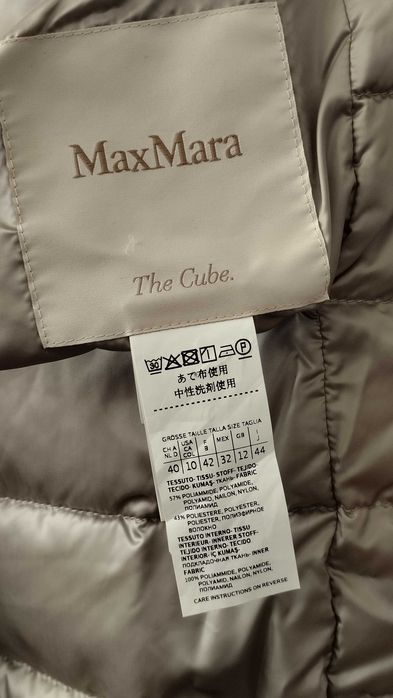 MaxMara
The Cube.
あて布使用
中性洗剤使用
GRÖSSE TAILLE TALLA SIZE TAGLIA
CH A NL D
USA CA CO
F B
MEX
GB
J
40 10 42 32 12 44
TESSUTO-TISSU-STOFF-TEJIDO
TECIDO-KUMAŞ-ТКАНЬ-FABRIC
57% POLIAMMIDE, POLYAMIDE,
POLYAMID, NAILON, NYLON,
ПОЛИАМИД
43% POLIESTERE, POLYESTER,
POLIESTER, ПОЛИЭФИРНОЕ
ВОЛОКНО
TESSUTO INTERNO-TISSU
INTERIEUR-INNERER STOFF-
TEJIDO INTERNO-TECIDO
INTERIOR-İÇ KUMAŞ-
ПОДКЛАДОЧНАЯ ТКАНЬ-INNER
FABRIC
100% POLIAMMIDE, POLYAMIDE,
POLYAMID, NAILON, NYLON,
ПОЛИАМИД
CARE INSTRUCTIONS ON REVERSE